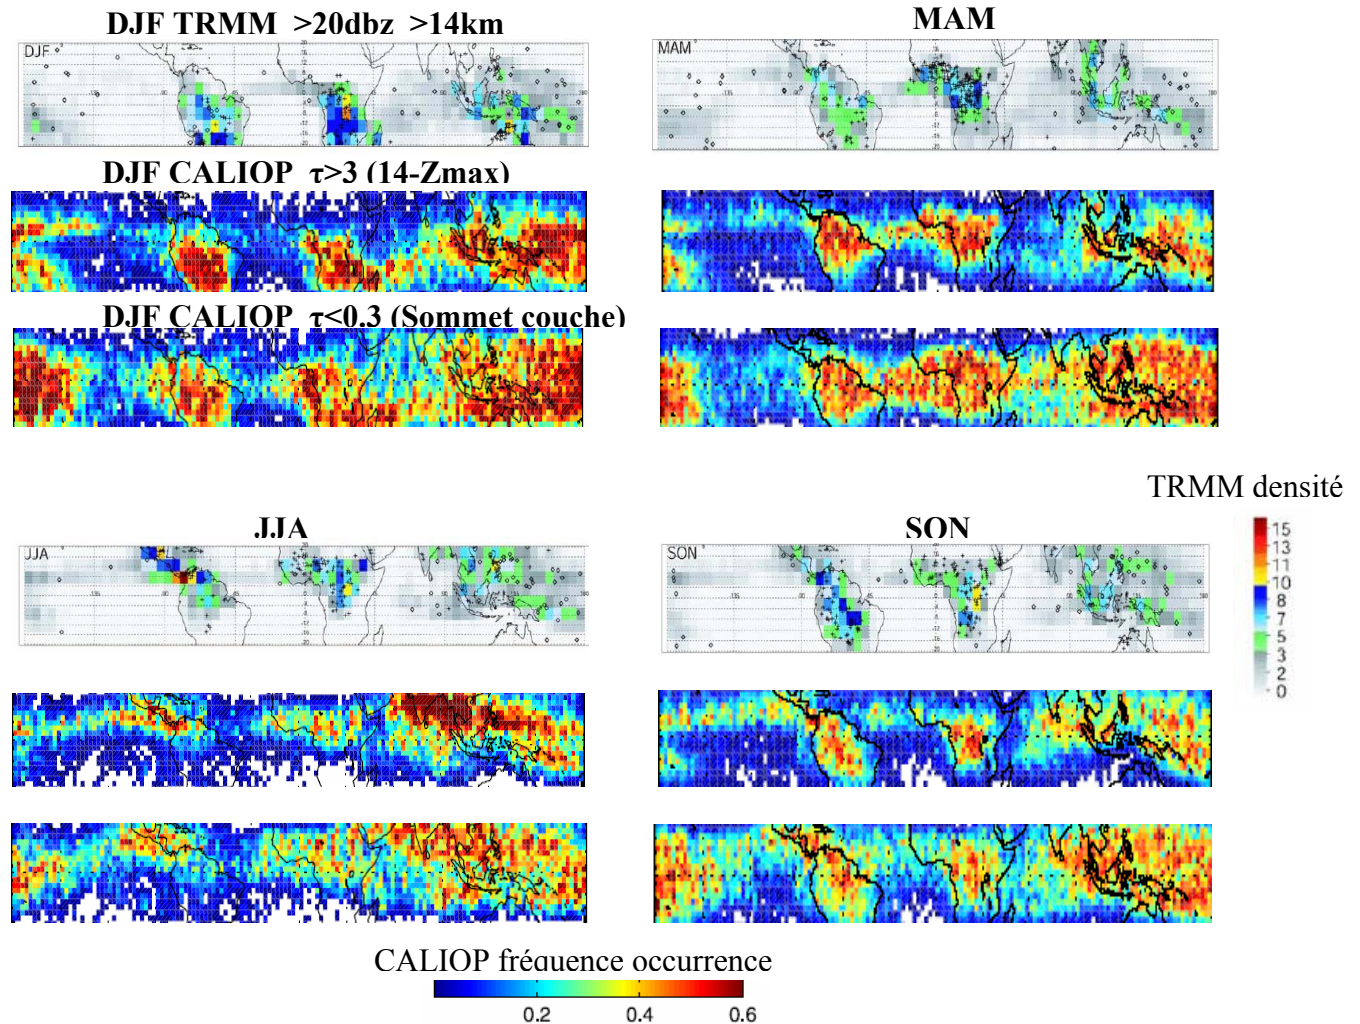 DJF TRMM >20dbz >14km
MAM
DJF
MAM
DJF CALIOP τ>3 (14-Zmax)
DJF CALIOP τ<0.3 (Sommet couche)
TRMM densité
JJA
SON
JJA
SON
15
13
11
10
8
7
5
3
2
0
CALIOP fréquence occurrence
0.2
0.4
0.6